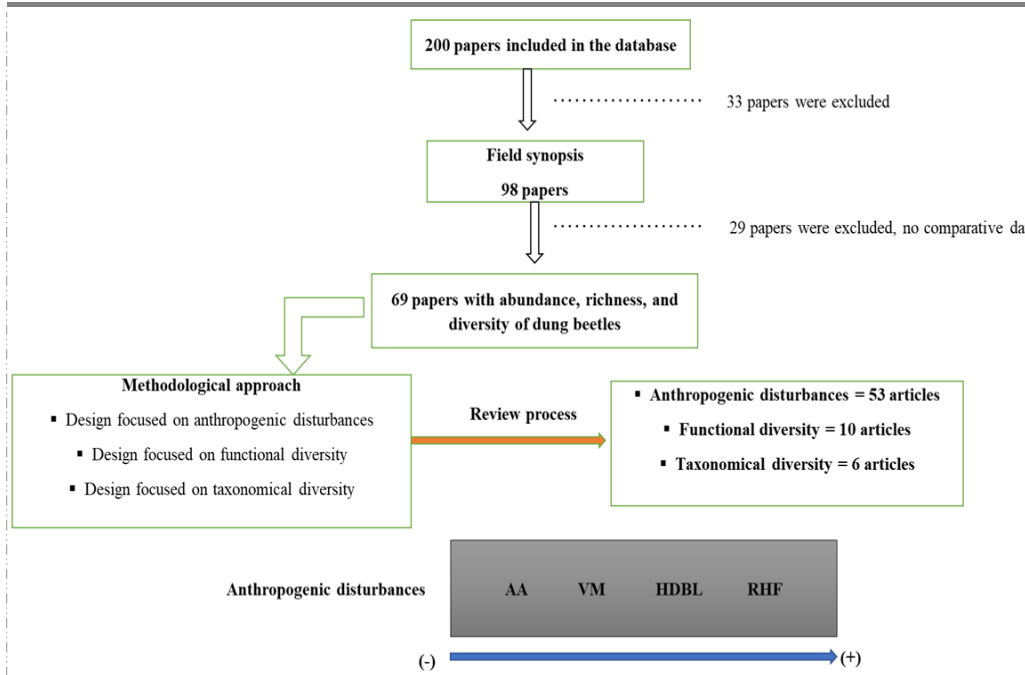 200 papers included in the database
33 papers were excluded
Field synopsis
98 papers
29 papers were excluded, no comparative da
69 papers with abundance, richness, and
diversity of dung beetles
Methodological approach
▪ Design focused on anthropogenic disturbances
▪ Design focused on functional diversity
▪ Design focused on taxonomical diversity
Review process
▪ Anthropogenic disturbances = 53 articles
▪ Functional diversity = 10 articles
▪ Taxonomical diversity = 6 articles
Anthropogenic disturbances
AA VM HDBL RHF
(-) (+)